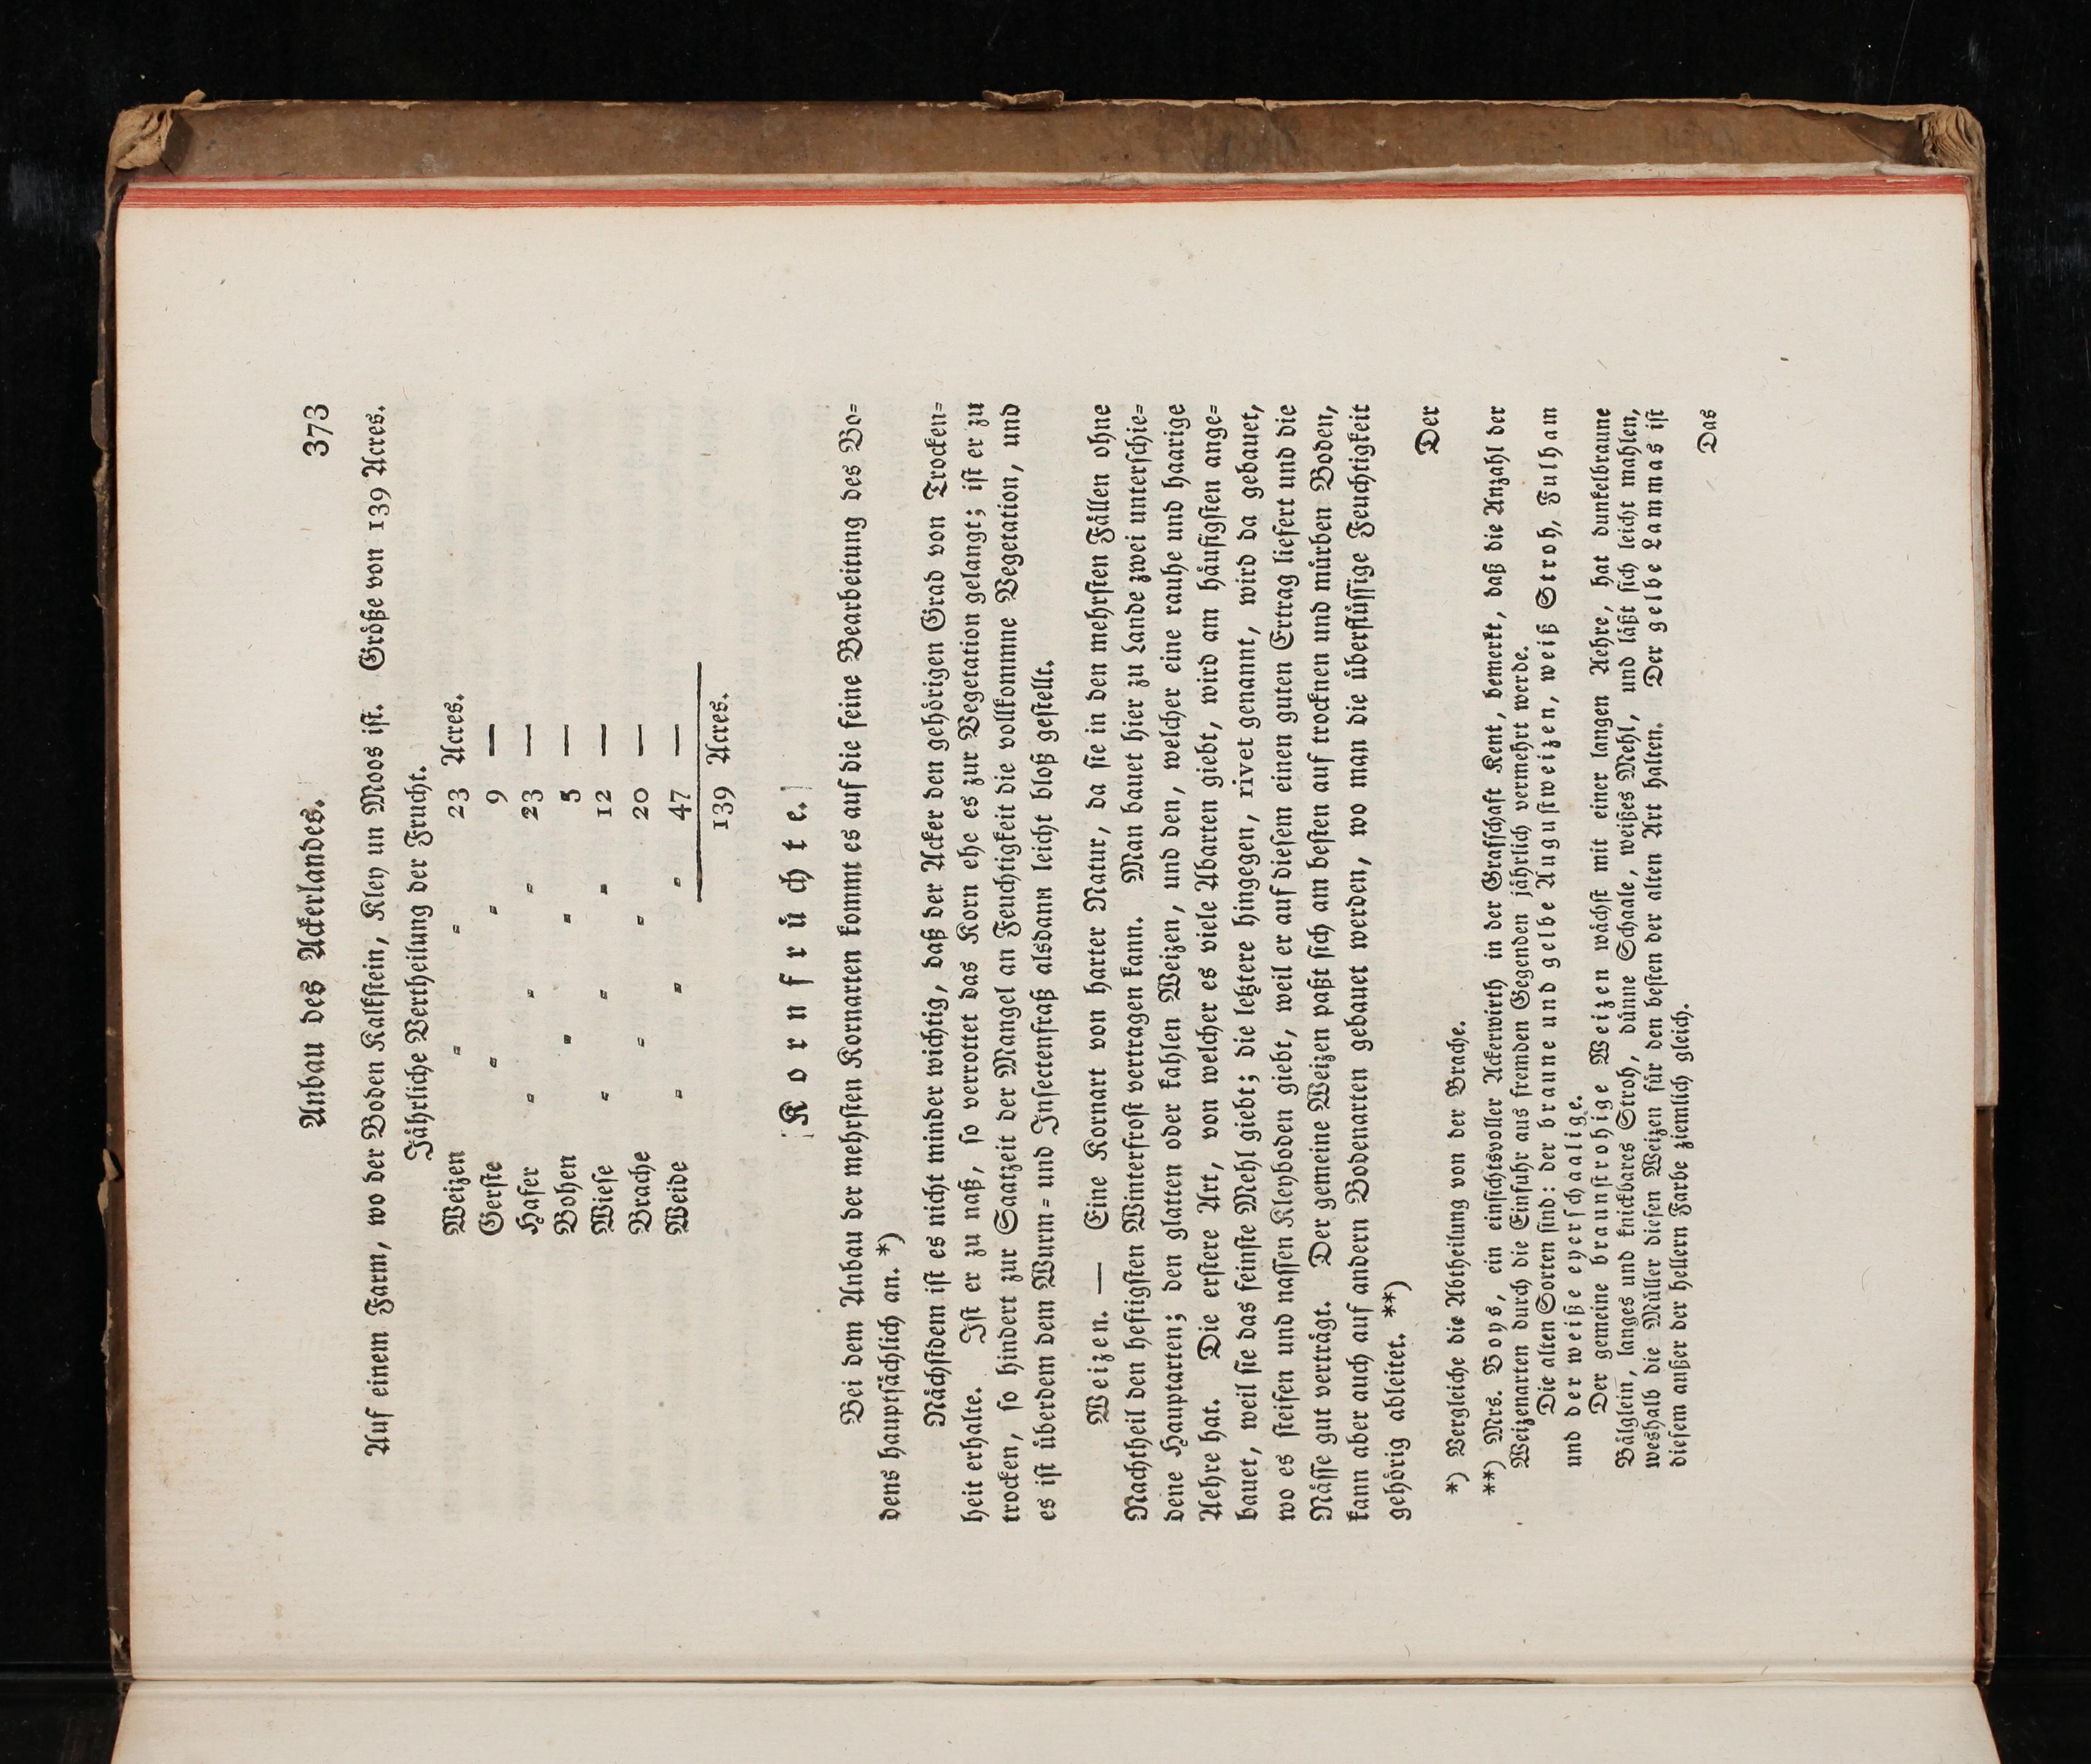 Anbau des Ackerlandes. 373
Auf einem Farm, wo der Boden Kalkstein, Kley un Moos ist. Größe von 139 Acres.
Jährliche Vertheilung der Frucht.
Weizen = = 23 Acres.
Gerste = = 9 —
Hafer = = = 23 —
Bohen = = 5 —
Wiese = = = 12 —
Brache = = 20 —
Weide = = = 47 —
139 Acres.
Kornfrüchte.
Bei dem Anbau der mehrsten Kornarten kommt es auf die feine Bearbeitung des Bo=
dens hauptsächlich an. *)
Nächstdem ist es nicht minder wichtig, daß der Acker den gehörigen Grad von Trocken=
heit erhalte. Ist er zu naß, so verrottet das Korn ehe es zur Vegetation gelangt; ist er zu
trocken, so hindert zur Saatzeit der Mangel an Feuchtigkeit die vollkommne Vegetation, und
es ist überdem dem Wurm= und Insectenfraß alsdann leicht bloß gestellt.
Weizen. — Eine Kornart von harter Natur, da sie in den mehrsten Fällen ohne
Nachtheil den heftigsten Winterfrost vertragen kann. Man bauet hier zu Lande zwei unterschie=
dene Hauptarten; den glatten oder kahlen Weizen, und den, welcher eine rauhe und haarige
Aehre hat. Die erstere Art, von welcher es viele Abarten giebt, wird am häufigsten ange=
bauet, weil sie das feinste Mehl giebt; die letztere hingegen, rivet genannt, wird da gebauet,
wo es steifen und nassen Kleyboden giebt, weil er auf diesem einen guten Ertrag liefert und die
Nässe gut verträgt. Der gemeine Weizen paßt sich am besten auf trocknen und mürben Boden,
kann aber auch auf andern Bodenarten gebauet werden, wo man die überflüssige Feuchtigkeit
gehörig ableitet. **)
Der
*) Vergleiche die Abtheilung von der Brache.
**) Mrs. Boys, ein einsichtsvoller Ackerwirth in der Grafschaft Kent, bemerkt, daß die Anzahl der
Weizenarten durch die Einfuhr aus fremden Gegenden jährlich vermehrt werde.
Die alten Sorten sind: der braune und gelbe Augustweizen, weiß Stroh, Fulham
und der weiße eyerschaalige.
Der gemeine braunstrohige Weizen wächst mit einer langen Aehre, hat dunkelbraune
Bälglein, langes und knickbares Stroh, dünne Schaale, weißes Mehl, und läßt sich leicht mahlen,
weshalb die Müller diesen Weizen für den besten der alten Art halten. Der gelbe Lammas ist
diesem außer der hellern Farbe ziemlich gleich.
Das